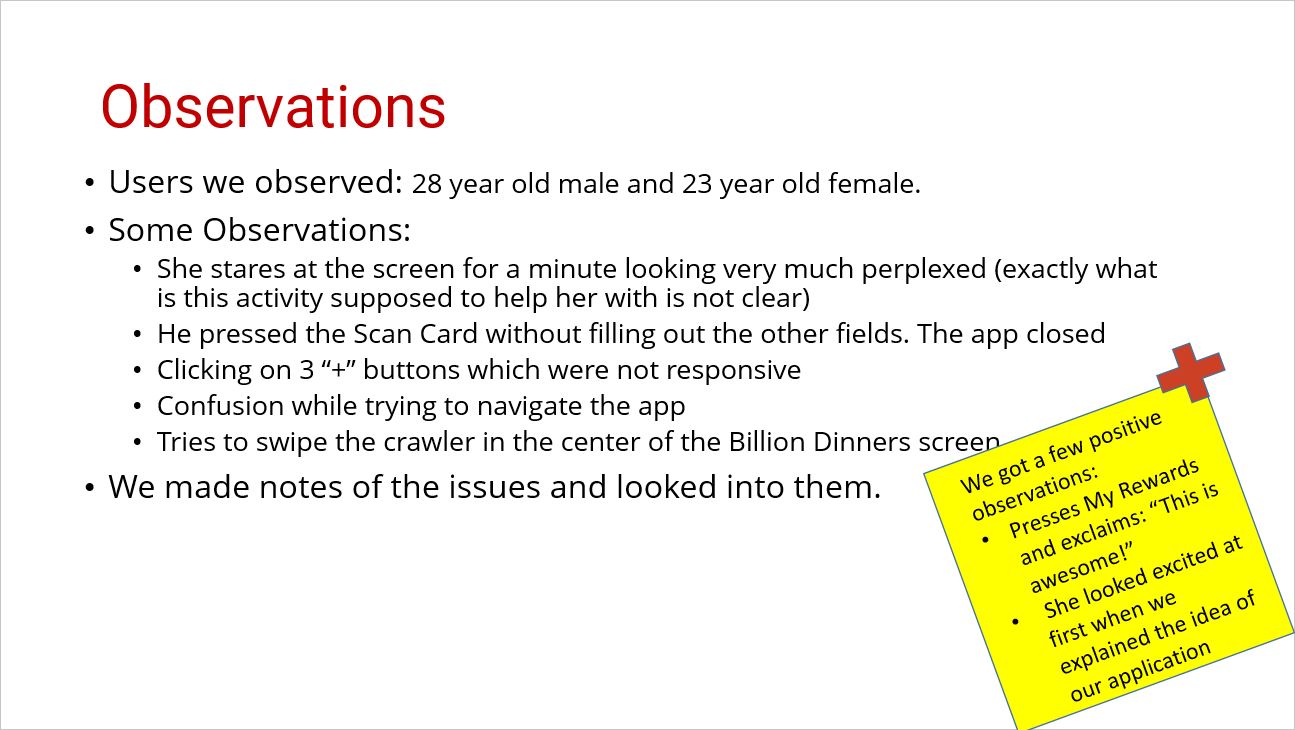 Observations
• Users we observed: 28 year old male and 23 year old female.
• Some Observations:
• She stares at the screen for a minute looking very much perplexed (exactly what
is this activity supposed to help her with is not clear)
• He pressed the Scan Card without filling out the other fields. The app closed
• Clicking on 3 “+” buttons which were not responsive
• Confusion while trying to navigate the app
• Tries to swipe the crawler in the center of the Billion Dinners screen
• We made notes of the issues and looked into them.
We got a few positive
observations:
• Presses My Rewards
and exclaims: “This is
awesome!”
• She looked excited at
first when we
explained the idea of
our application